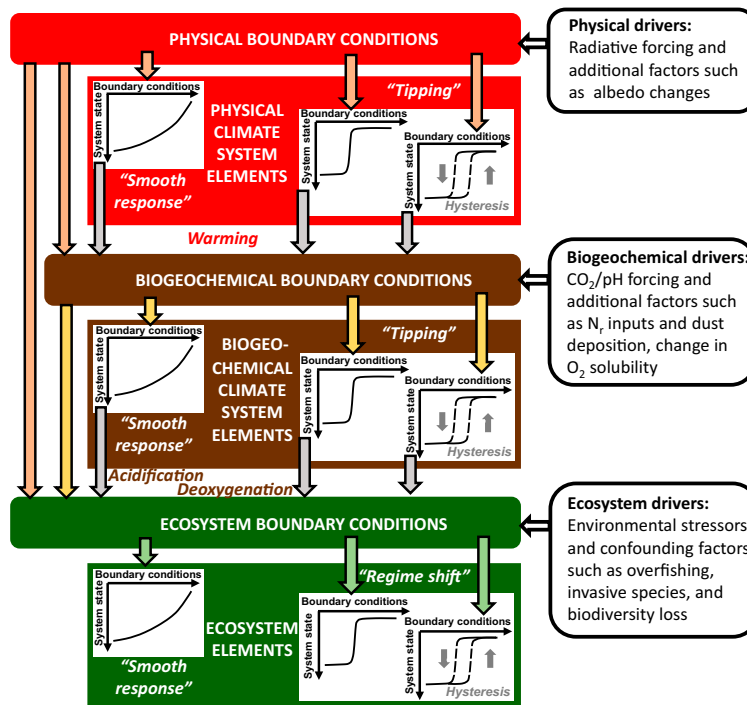 PHYSICAL BOUNDARY CONDITIONS
Physical drivers:
Radiative forcing and
additional factors such
as albedo changes
Boundary conditions
System state
"Smooth
response"
PHYSICAL
CLIMATE
SYSTEM
ELEMENTS
"Tipping"
Boundary conditions
System state
Boundary conditions
System state
Hysteresis
Warming
BIOGEOCHEMICAL BOUNDARY CONDITIONS
Biogeochemical drivers:
CO₂/pH forcing and
additional factors such
as Nᵣ inputs and dust
deposition, change in
O₂ solubility
Boundary conditions
System state
"Smooth
response"
BIOGEO-
CHEMICAL
CLIMATE
SYSTEM
ELEMENTS
"Tipping"
Boundary conditions
System state
Boundary conditions
System state
Hysteresis
Acidification
Deoxygenation
ECOSYSTEM BOUNDARY CONDITIONS
Ecosystem drivers:
Environmental stressors
and confounding factors
such as overfishing,
invasive species, and
biodiversity loss
Boundary conditions
System state
"Smooth
response"
ECOSYSTEM
ELEMENTS
"Regime shift"
Boundary conditions
System state
Boundary conditions
System state
Hysteresis